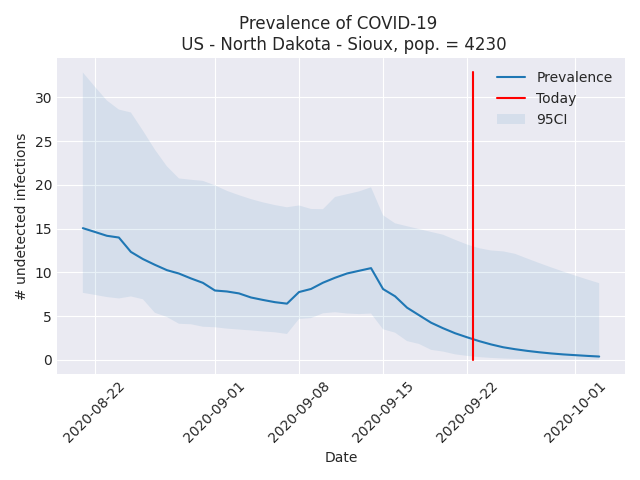 Prevalence of COVID-19
US - North Dakota - Sioux, pop. = 4230
Prevalence
Today
95CI
# undetected infections
30
25
20
15
10
5
0
2020-08-22
2020-09-01
2020-09-08
2020-09-15
2020-09-22
2020-10-01
Date